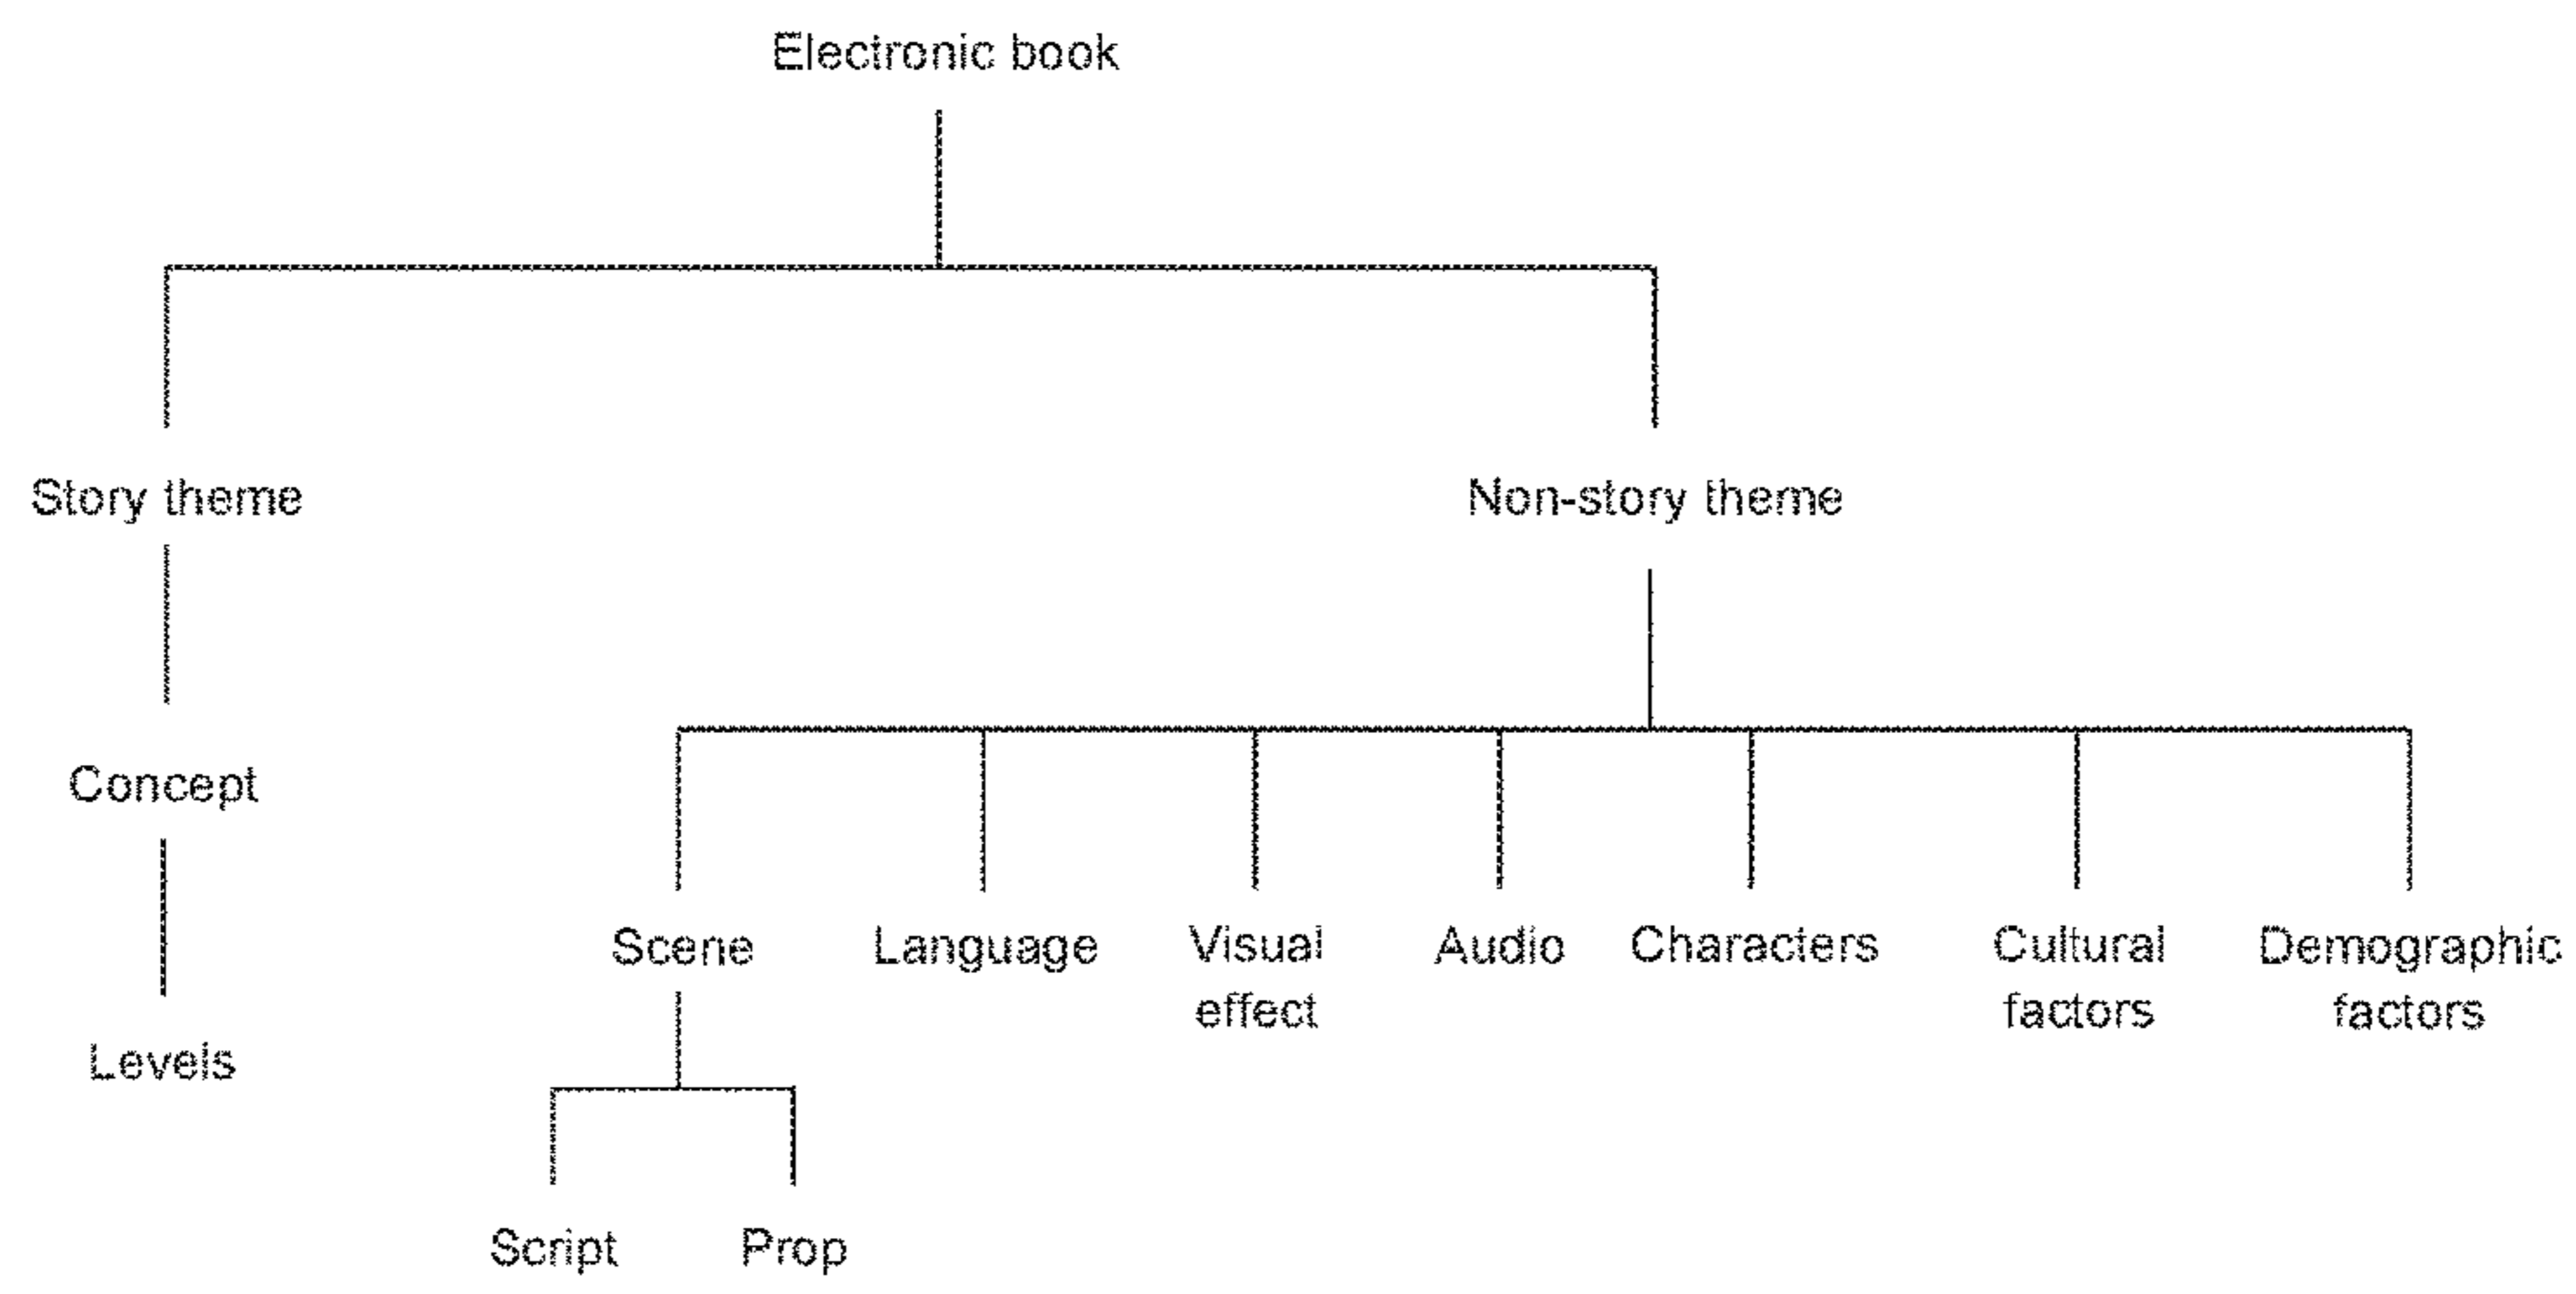 Electronic book
Story theme
Non-story theme
Concept
Scene
Language
Visual
effect
Audio
Characters
Cultural
factors
Demographic
factors
Levels
Script
Prop